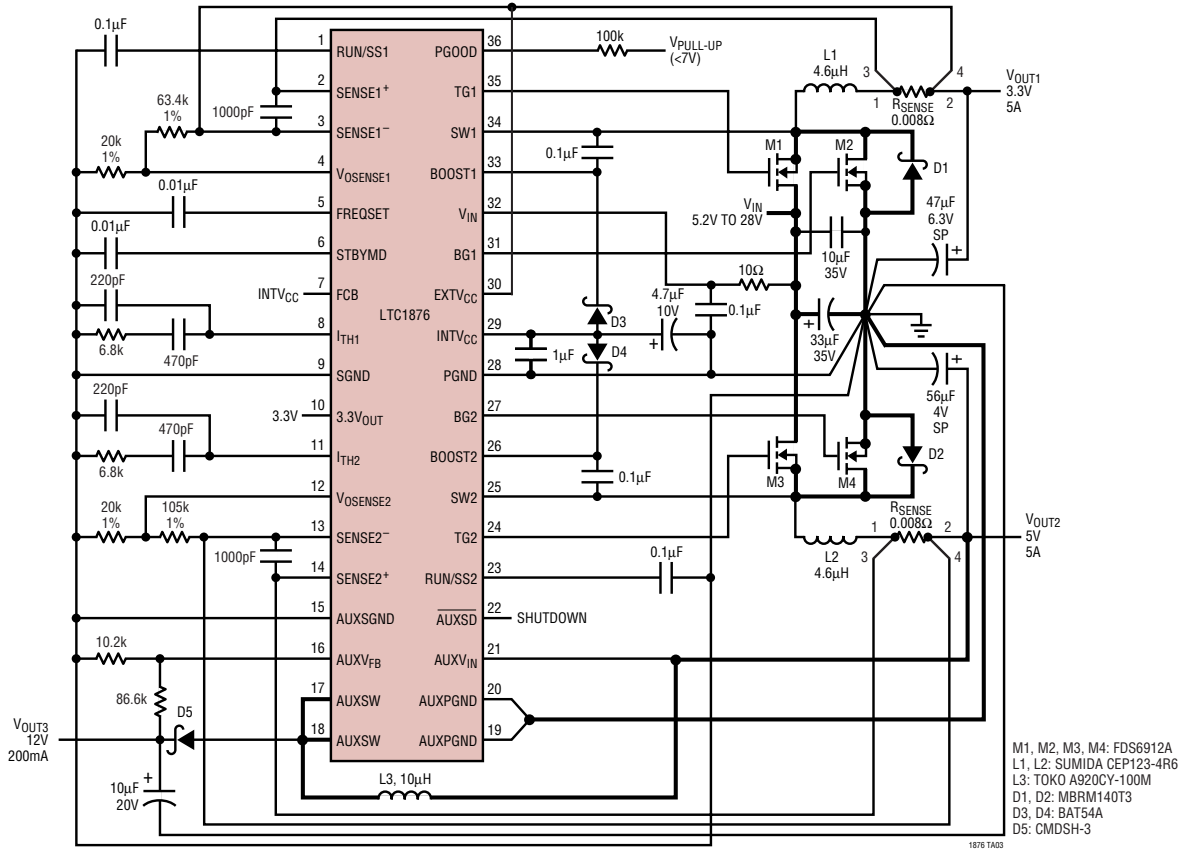 0.1µF
1
RUN/SS1
PGOOD
36
100k
VPULL-UP
(<7V)
L1
4.6µH
3
4
VOUT1
3.3V
5A
1
RSENSE
2
0.008Ω
2
SENSE1+
TG1
35
63.4k
1%
1000pF
3
SENSE1–
SW1
34
M1
M2
D1
20k
1%
0.1µF
4
VOSENSE1
BOOST1
33
0.01µF
5
FREQSET
VIN
32
VIN
5.2V TO 28V
47µF
6.3V
SP
+
0.01µF
6
STBYMD
BG1
31
10µF
35V
220pF
10Ω
INTVCC
7
FCB
EXTVCC
30
4.7µF
10V
0.1µF
LTC1876
D3
8
ITH1
INTVCC
29
+
+
33µF
35V
6.8k
470pF
1µF
D4
9
SGND
PGND
28
+
56µF
4V
SP
220pF
3.3V
10
3.3VOUT
BG2
27
470pF
11
ITH2
BOOST2
26
M3
M4
D2
6.8k
0.1µF
12
VOSENSE2
SW2
25
20k
1%
105k
1%
RSENSE
0.008Ω
13
SENSE2–
TG2
24
1
2
VOUT2
5V
5A
1000pF
L2
4.6µH
3
4
14
SENSE2+
RUN/SS2
23
0.1µF
15
AUXSGND
AUXSD
22
SHUTDOWN
10.2k
16
AUXVFB
AUXVIN
21
86.6k
17
AUXSW
AUXPGND
20
D5
VOUT3
12V
200mA
18
AUXSW
AUXPGND
19
10µF
20V
+
L3, 10µH
M1, M2, M3, M4: FDS6912A
L1, L2: SUMIDA CEP123-4R6
L3: TOKO A920CY-100M
D1, D2: MBRM140T3
D3, D4: BAT54A
D5: CMDSH-3
1876 TA03